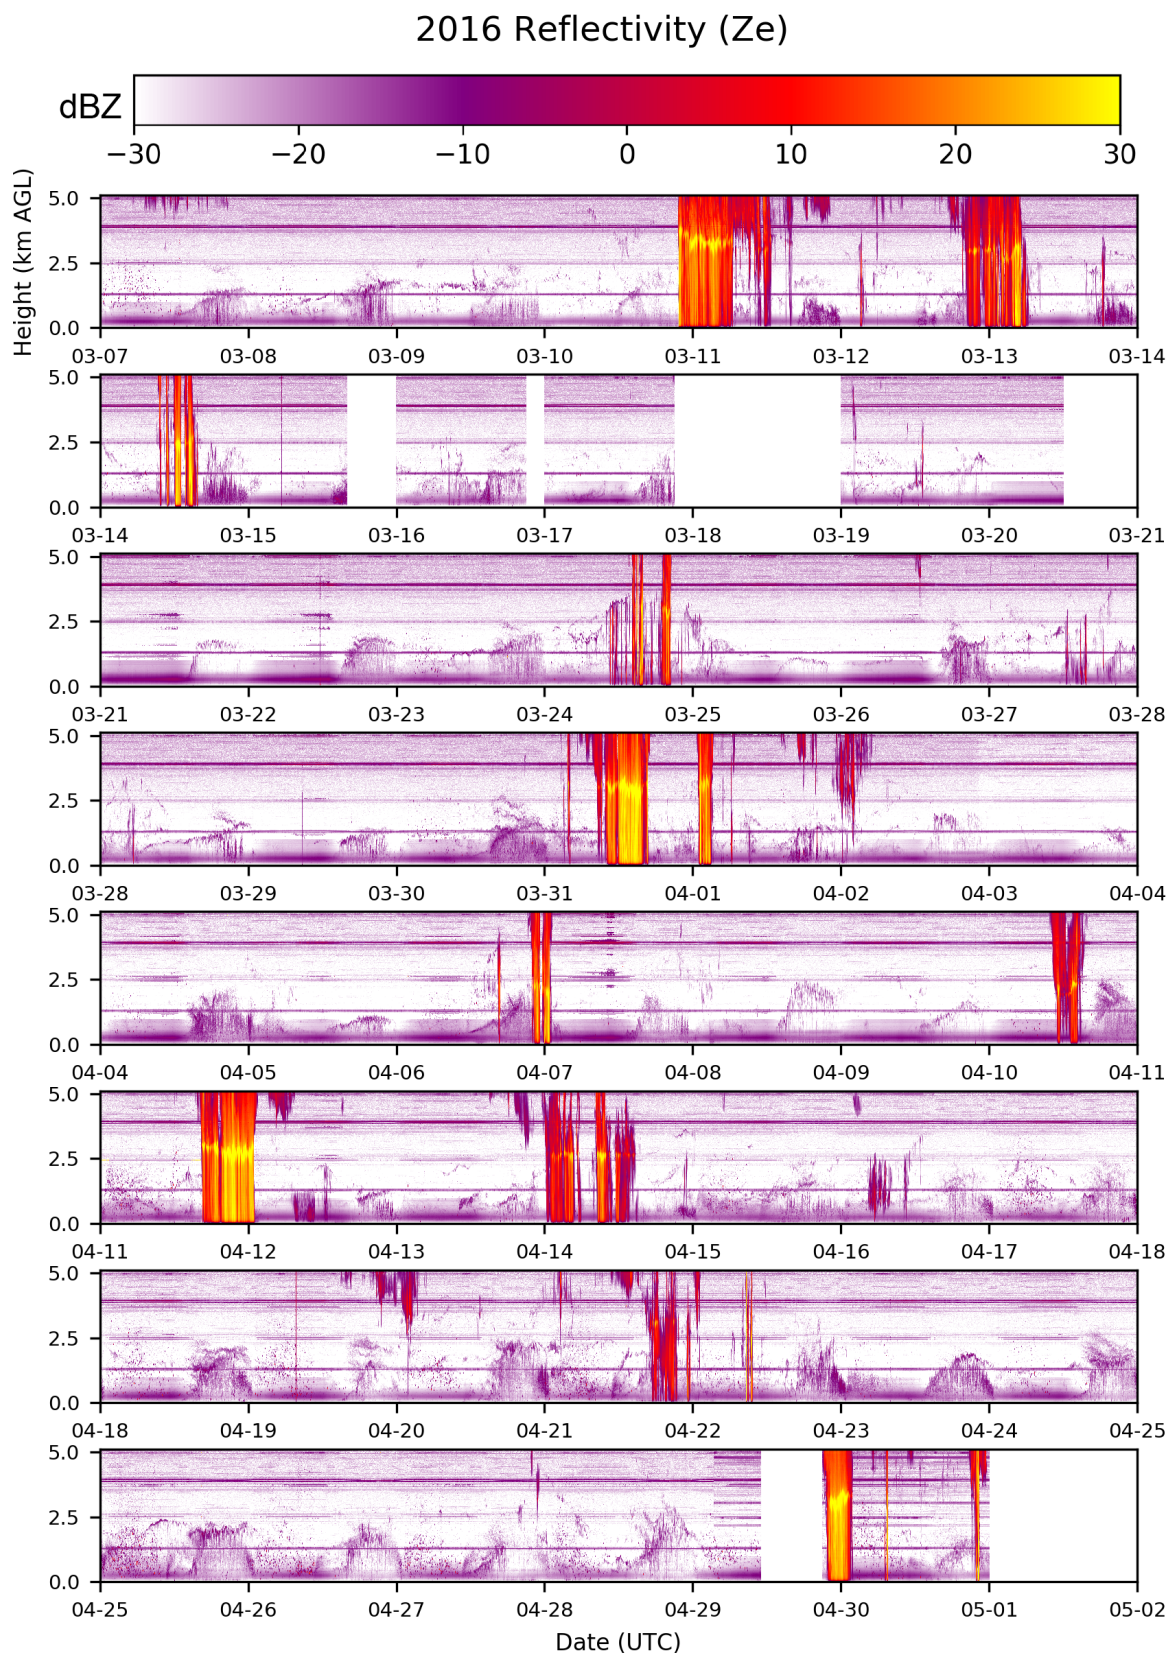 2016 Reflectivity (Ze)
dBZ
−30 −20 −10 0 10 20 30
Height (km AGL)
5.0
2.5
0.0
03-07 03-08 03-09 03-10 03-11 03-12 03-13 03-14
5.0
2.5
0.0
03-14 03-15 03-16 03-17 03-18 03-19 03-20 03-21
5.0
2.5
0.0
03-21 03-22 03-23 03-24 03-25 03-26 03-27 03-28
5.0
2.5
0.0
03-28 03-29 03-30 03-31 04-01 04-02 04-03 04-04
5.0
2.5
0.0
04-04 04-05 04-06 04-07 04-08 04-09 04-10 04-11
5.0
2.5
0.0
04-11 04-12 04-13 04-14 04-15 04-16 04-17 04-18
5.0
2.5
0.0
04-18 04-19 04-20 04-21 04-22 04-23 04-24 04-25
5.0
2.5
0.0
04-25 04-26 04-27 04-28 04-29 04-30 05-01 05-02
Date (UTC)